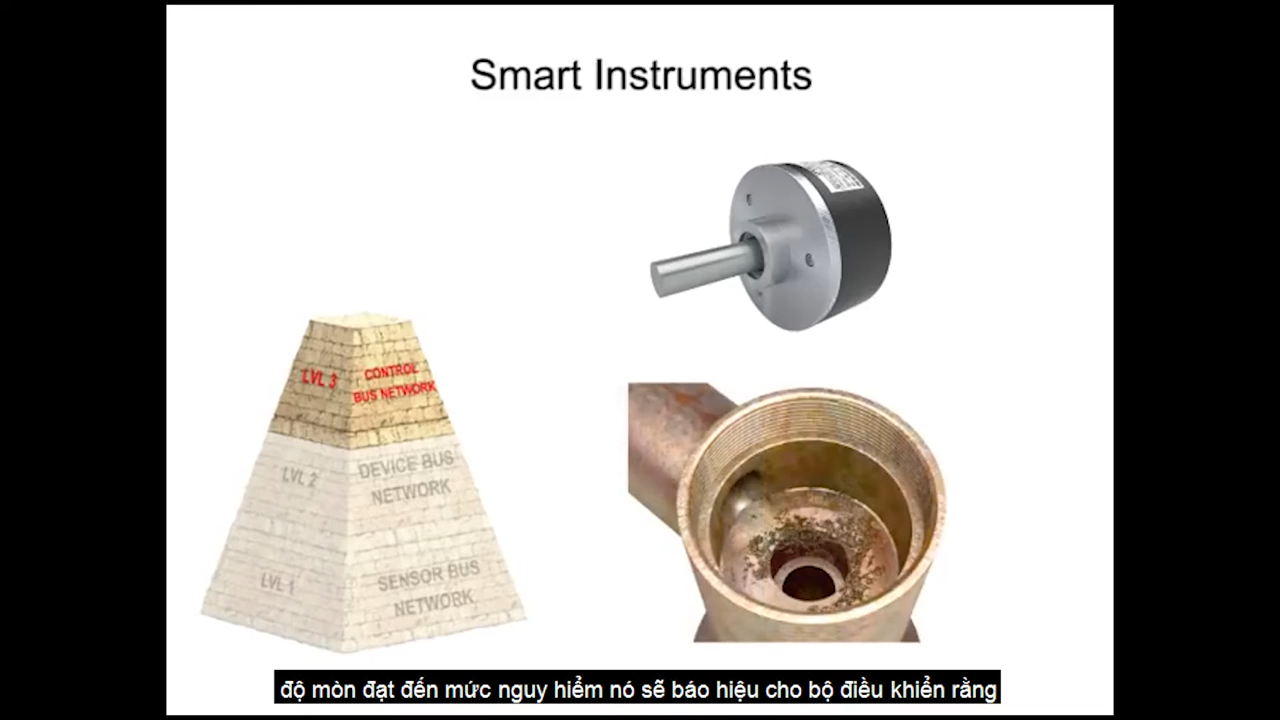 Smart Instruments
LVL 3
CONTROL
BUS NETWORK
LVL 2
DEVICE BUS
NETWORK
LVL 1
SENSOR BUS
NETWORK
độ mòn đạt đến mức nguy hiểm nó sẽ báo hiệu cho bộ điều khiển rằng